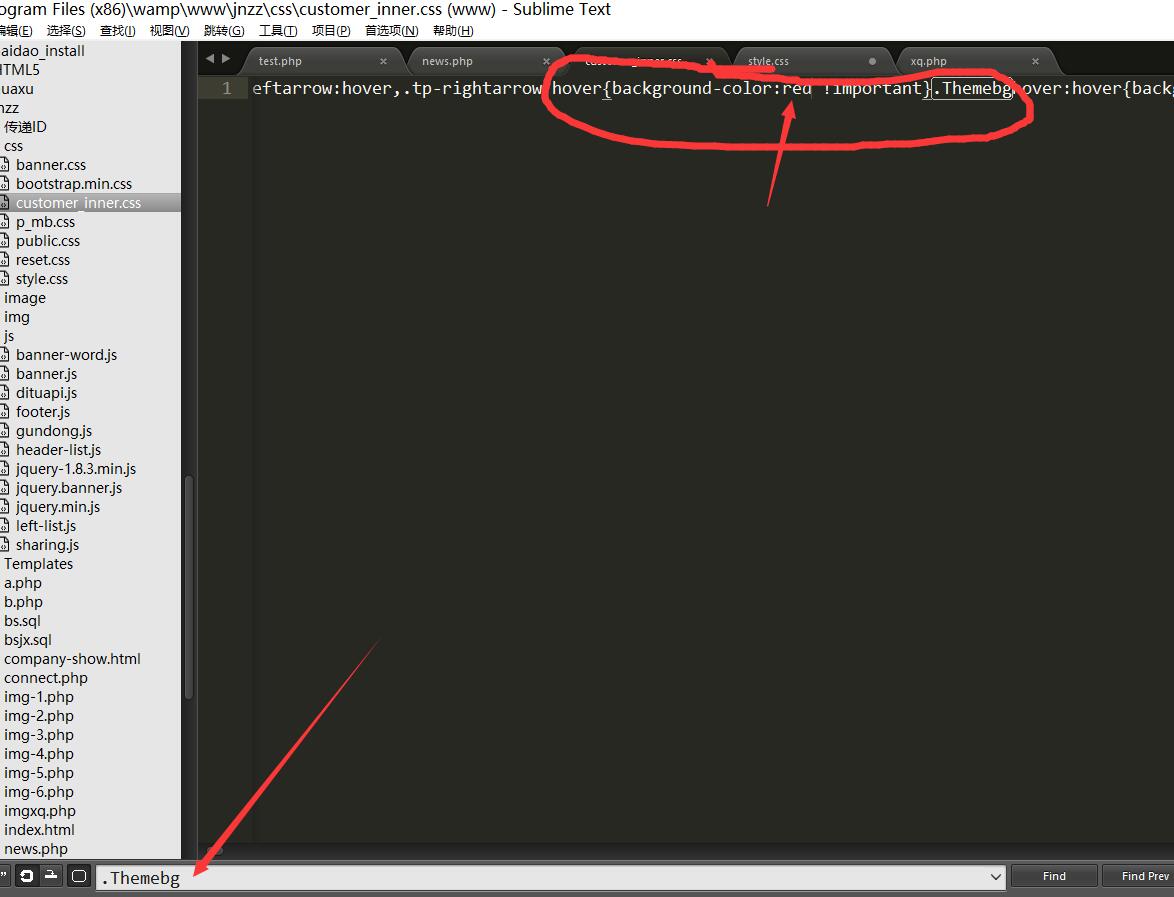 ogram Files (x86)\wamp\www\jnzz\css\customer_inner.css (www) - Sublime Text
编辑(E) 选择(S) 查找(I) 视图(V) 跳转(G) 工具(T) 项目(P) 首选项(N) 帮助(H)
aidao_install
HTML5
uaxu
nzz
传递ID
css
banner.css
bootstrap.min.css
customer_inner.css
p_mb.css
public.css
reset.css
style.css
image
img
js
banner-word.js
banner.js
dituapi.js
footer.js
gundong.js
header-list.js
jquery-1.8.3.min.js
jquery.banner.js
jquery.min.js
left-list.js
sharing.js
Templates
a.php
b.php
bs.sql
bsjx.sql
company-show.html
connect.php
img-1.php
img-2.php
img-3.php
img-4.php
img-5.php
img-6.php
imgxq.php
index.html
news.php
test.php × news.php × customer_inner.css × style.css xq.php ×
1 eftarrow:hover,.tp-rightarrow:hover{background-color:red !important}.Themebghover:hover{backg
.Themebg
Find Find Prev